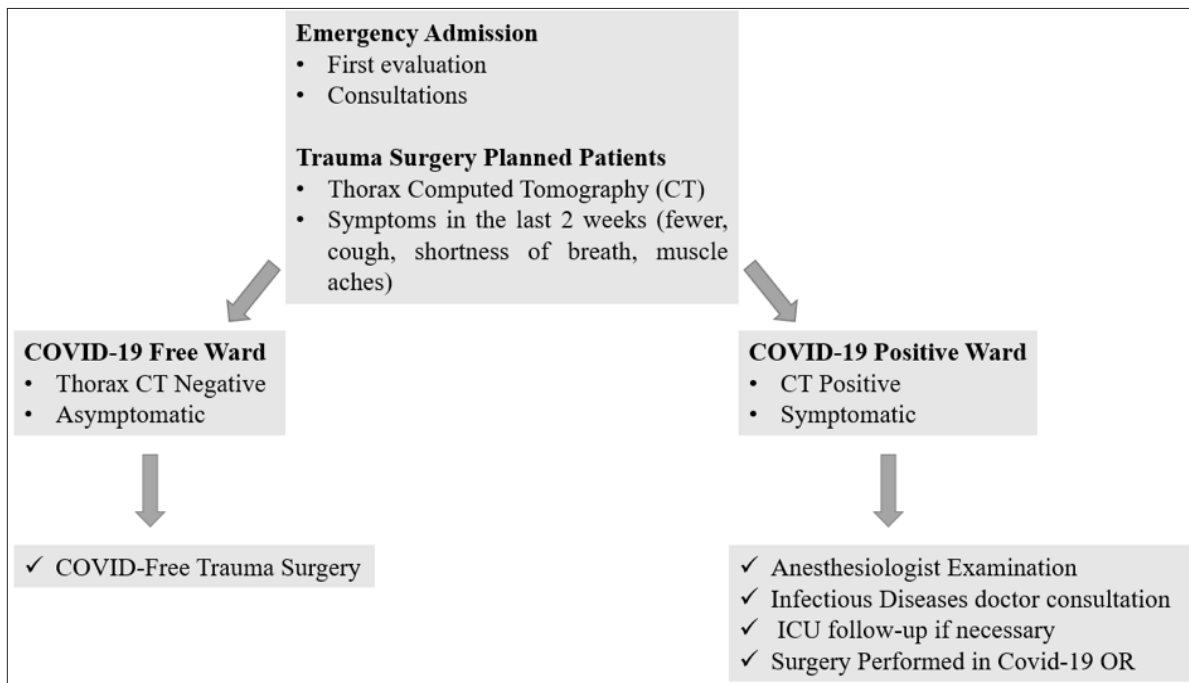 Emergency Admission
• First evaluation
• Consultations
Trauma Surgery Planned Patients
• Thorax Computed Tomography (CT)
• Symptoms in the last 2 weeks (fewer,
cough, shortness of breath, muscle
aches)
COVID-19 Free Ward
• Thorax CT Negative
• Asymptomatic
COVID-19 Positive Ward
• CT Positive
• Symptomatic
✓ COVID-Free Trauma Surgery
✓ Anesthesiologist Examination
✓ Infectious Diseases doctor consultation
✓ ICU follow-up if necessary
✓ Surgery Performed in Covid-19 OR